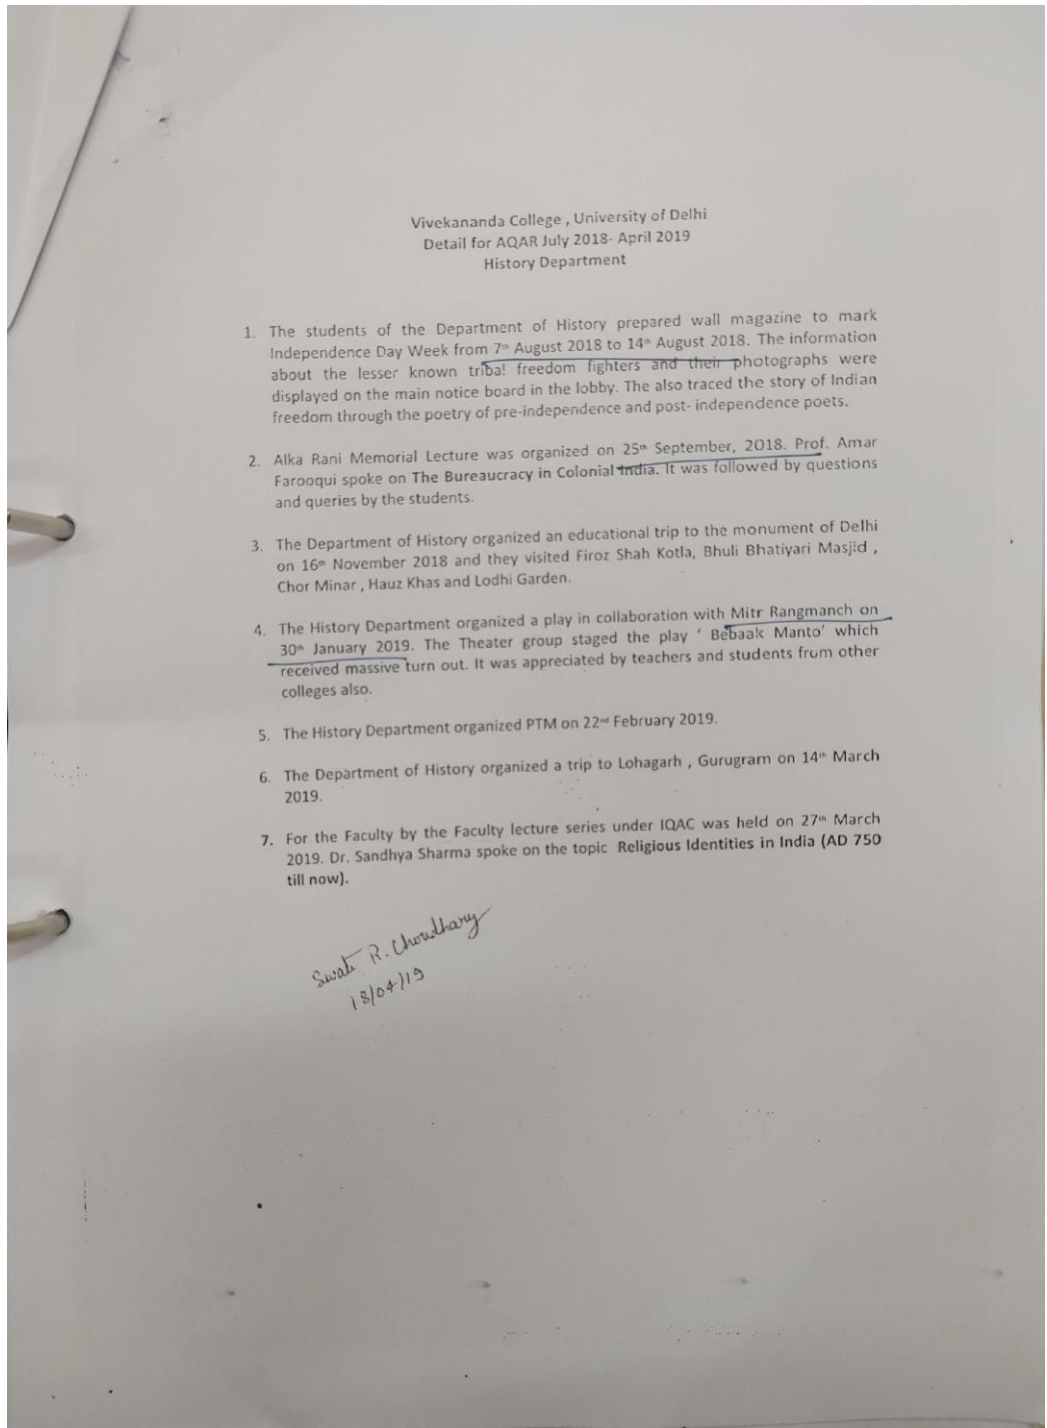 Vivekananda College , University of Delhi
Detail for AQAR July 2018- April 2019
History Department
1. The students of the Department of History prepared wall magazine to mark
Independence Day Week from 7th August 2018 to 14th August 2018. The information
about the lesser known tribal freedom fighters and their photographs were
displayed on the main notice board in the lobby. The also traced the story of Indian
freedom through the poetry of pre-independence and post- independence poets.
2. Alka Rani Memorial Lecture was organized on 25th September, 2018. Prof. Amar
Farooqui spoke on The Bureaucracy in Colonial India. It was followed by questions
and queries by the students.
3. The Department of History organized an educational trip to the monument of Delhi
on 16th November 2018 and they visited Firoz Shah Kotla, Bhuli Bhatiyari Masjid ,
Chor Minar , Hauz Khas and Lodhi Garden.
4. The History Department organized a play in collaboration with Mitr Rangmanch on
30th January 2019. The Theater group staged the play ' Bebaak Manto' which
received massive turn out. It was appreciated by teachers and students from other
colleges also.
5. The History Department organized PTM on 22nd February 2019.
6. The Department of History organized a trip to Lohagarh , Gurugram on 14th March
2019.
7. For the Faculty by the Faculty lecture series under IQAC was held on 27th March
2019. Dr. Sandhya Sharma spoke on the topic Religious Identities in India (AD 750
till now).
Swati R. Choudhary
18/04/19